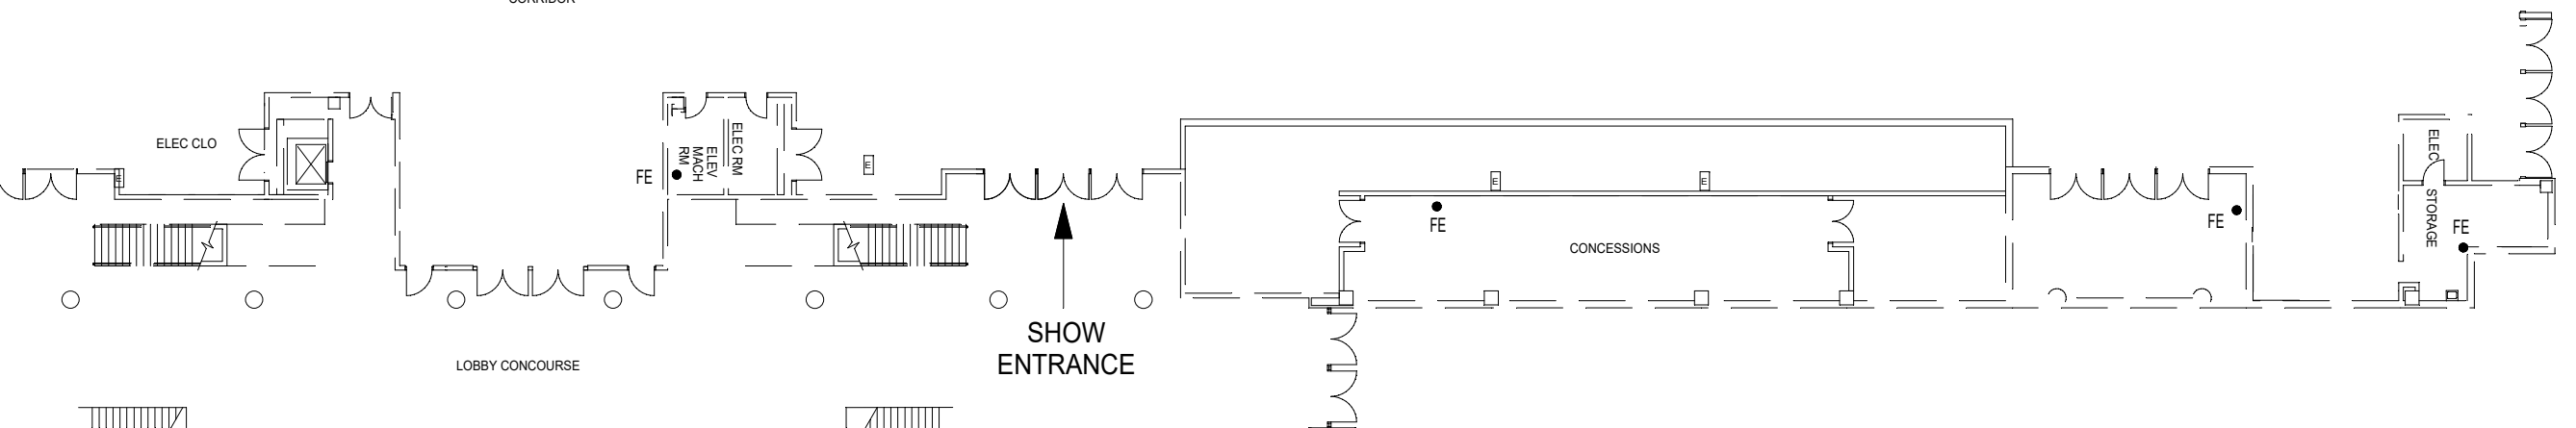 CORRIDOR
ELEC CLO
E
FE
ELEV
MACH
RM
ELEC RM
E
E
E
FE
CONCESSIONS
FE
ELEC
STORAGE
FE
SHOW
ENTRANCE
LOBBY CONCOURSE